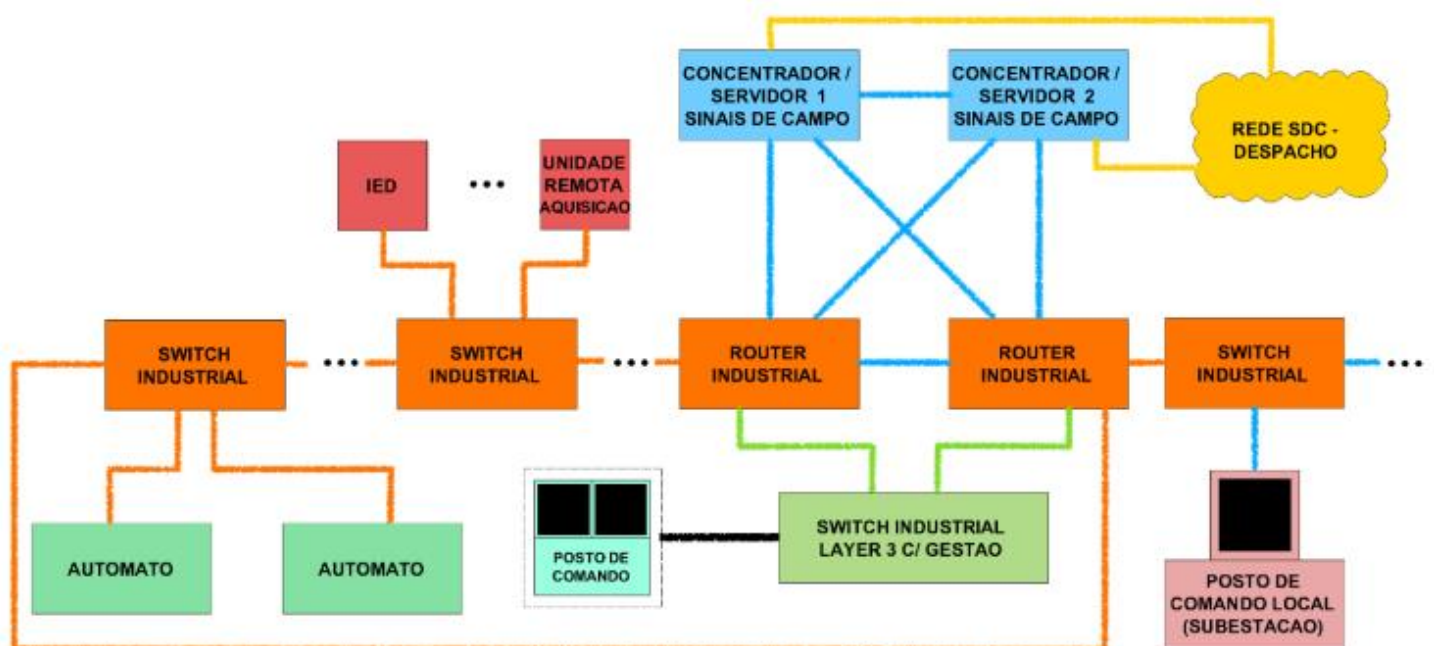 CONCENTRADOR /
SERVIDOR 1
SINAIS DE CAMPO
CONCENTRADOR /
SERVIDOR 2
SINAIS DE CAMPO
REDE SDC -
DESPACHO
IED
...
UNIDADE
REMOTA
AQUISICAO
SWITCH
INDUSTRIAL
...
SWITCH
INDUSTRIAL
...
ROUTER
INDUSTRIAL
ROUTER
INDUSTRIAL
SWITCH
INDUSTRIAL
...
AUTOMATO
AUTOMATO
POSTO DE
COMANDO
SWITCH INDUSTRIAL
LAYER 3 C/ GESTAO
POSTO DE
COMANDO LOCAL
(SUBESTACAO)